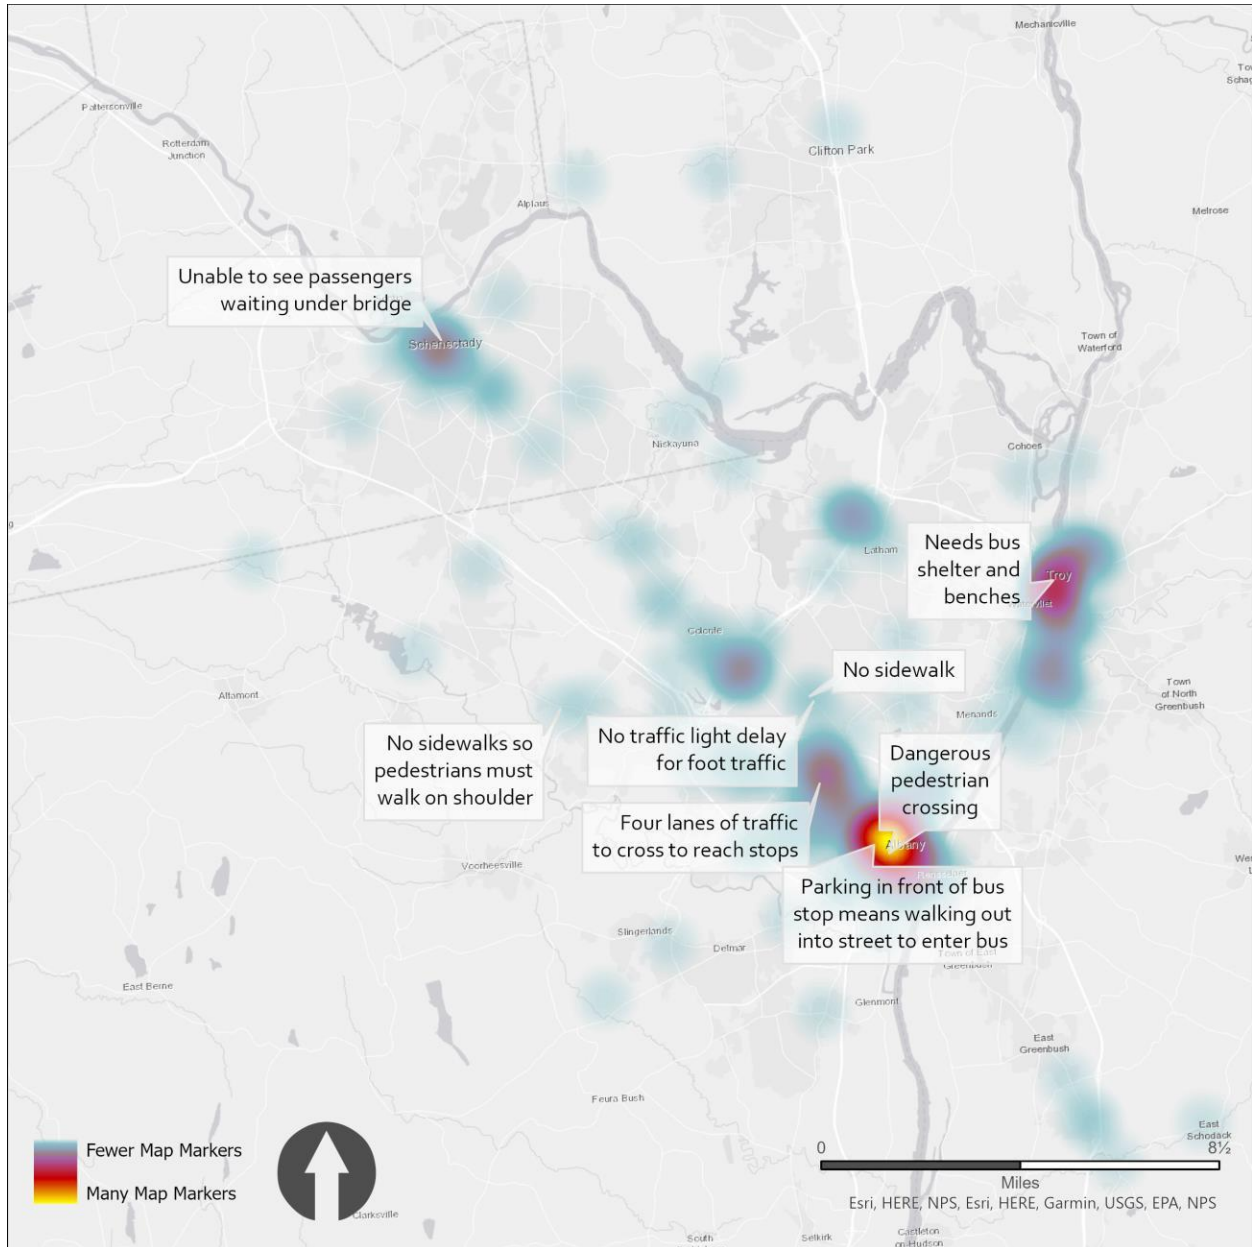 Mechanicville
Pattersonville
Rotterdam
Junction
Clifton Park
Alplaus
Melrose
Unable to see passengers
waiting under bridge
Schenectady
Town of
Waterford
Niskayuna
Cohoes
Latham
Needs bus
shelter and
benches
Troy
Colonie
No sidewalk
Town
of North
Greenbush
Altamont
Menands
No sidewalks so
pedestrians must
walk on shoulder
No traffic light delay
for foot traffic
Dangerous
pedestrian
crossing
Four lanes of traffic
to cross to reach stops
Albany
Voorheesville
Parking in front of bus
stop means walking out
into street to enter bus
Slingerlands
Delmar
Town of East
Greenbush
East Berne
Glenmont
East
Greenbush
Feura Bush
East
Schodack
Fewer Map Markers
Many Map Markers
0
8½
Miles
Esri, HERE, NPS, Esri, HERE, Garmin, USGS, EPA, NPS
Clarksville
South
Selkirk
Castleton
on-Hudson